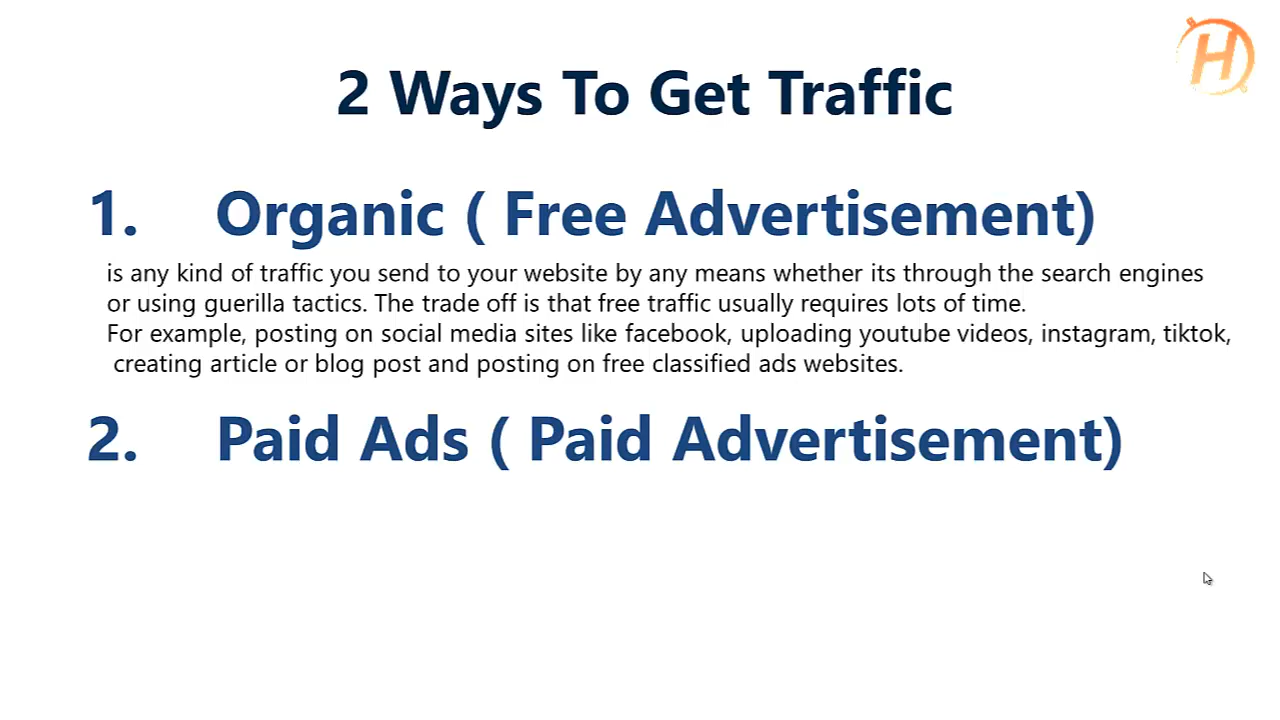 H
2 Ways To Get Traffic
1. Organic ( Free Advertisement)
is any kind of traffic you send to your website by any means whether its through the search engines
or using guerilla tactics. The trade off is that free traffic usually requires lots of time.
For example, posting on social media sites like facebook, uploading youtube videos, instagram, tiktok,
creating article or blog post and posting on free classified ads websites.
2. Paid Ads ( Paid Advertisement)